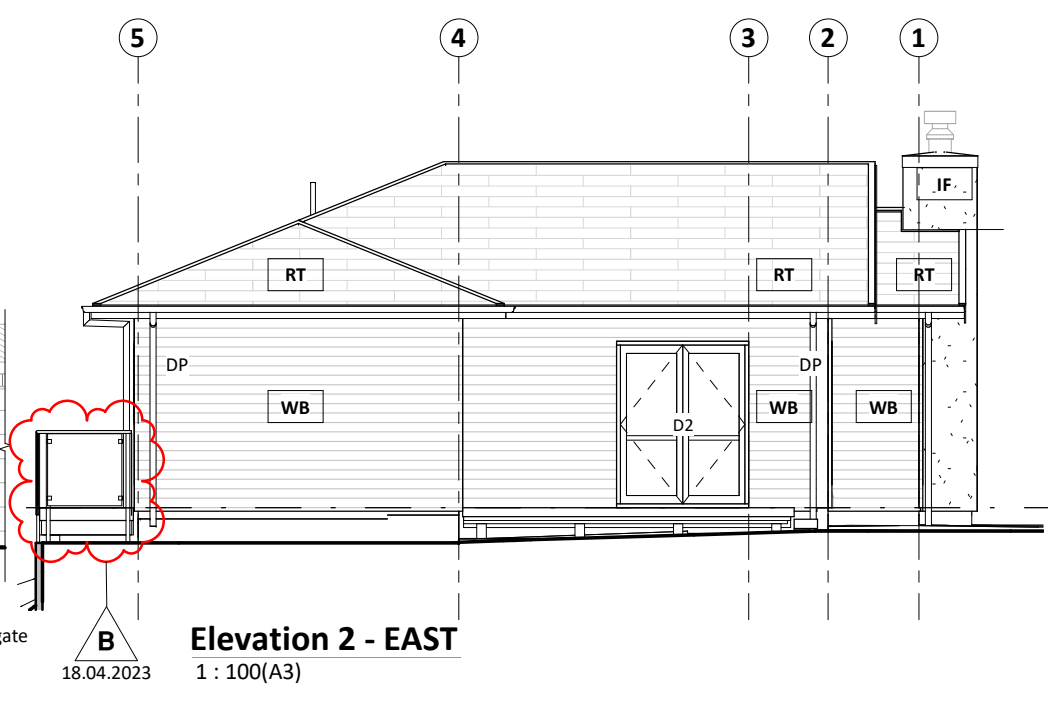 5
4
3
2
1
IF
RT
RT
RT
DP
DP
WB
WB
WB
D2
gate
B
18.04.2023
Elevation 2 - EAST
1 : 100(A3)